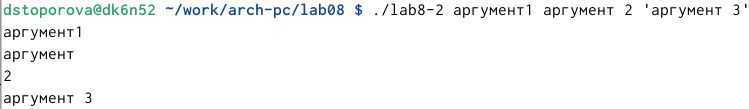 dstoporova@dk6n52 ~/work/arch-pc/lab08 $ ./lab8-2 аргумент1 аргумент 2 'аргумент 3'
аргумент1
аргумент
2
аргумент 3